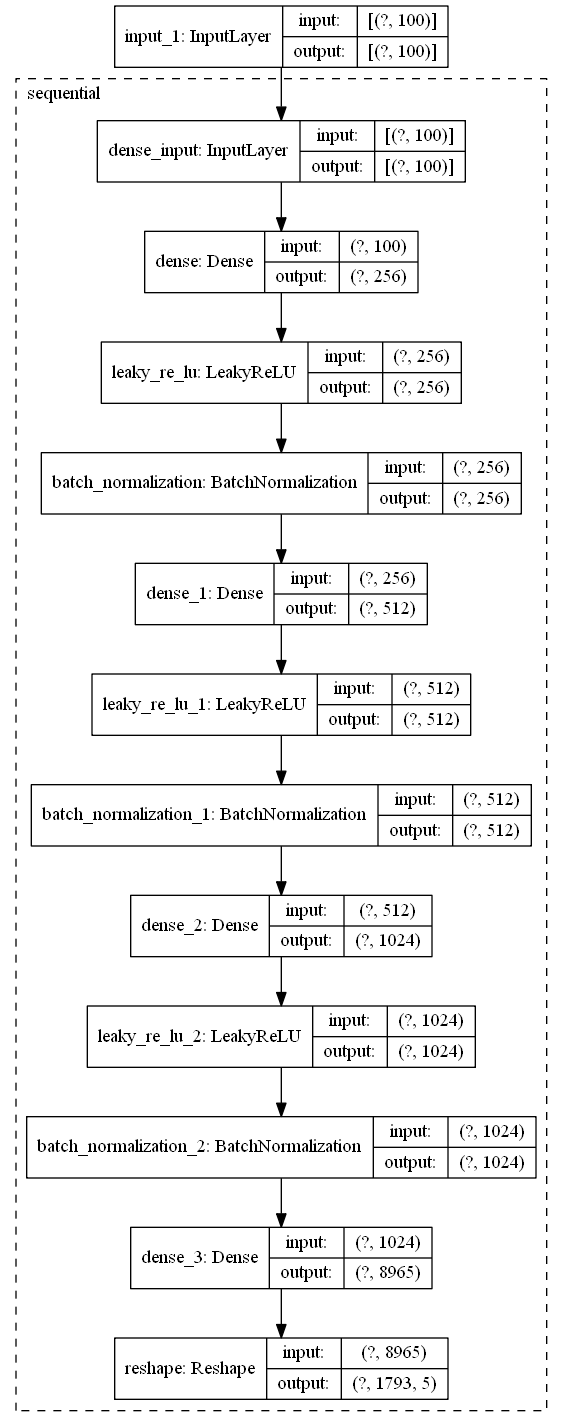 input_1: InputLayer
input: [(?, 100)]
output: [(?, 100)]
sequential
dense_input: InputLayer
input: [(?, 100)]
output: [(?, 100)]
dense: Dense
input: (?, 100)
output: (?, 256)
leaky_re_lu: LeakyReLU
input: (?, 256)
output: (?, 256)
batch_normalization: BatchNormalization
input: (?, 256)
output: (?, 256)
dense_1: Dense
input: (?, 256)
output: (?, 512)
leaky_re_lu_1: LeakyReLU
input: (?, 512)
output: (?, 512)
batch_normalization_1: BatchNormalization
input: (?, 512)
output: (?, 512)
dense_2: Dense
input: (?, 512)
output: (?, 1024)
leaky_re_lu_2: LeakyReLU
input: (?, 1024)
output: (?, 1024)
batch_normalization_2: BatchNormalization
input: (?, 1024)
output: (?, 1024)
dense_3: Dense
input: (?, 1024)
output: (?, 8965)
reshape: Reshape
input: (?, 8965)
output: (?, 1793, 5)